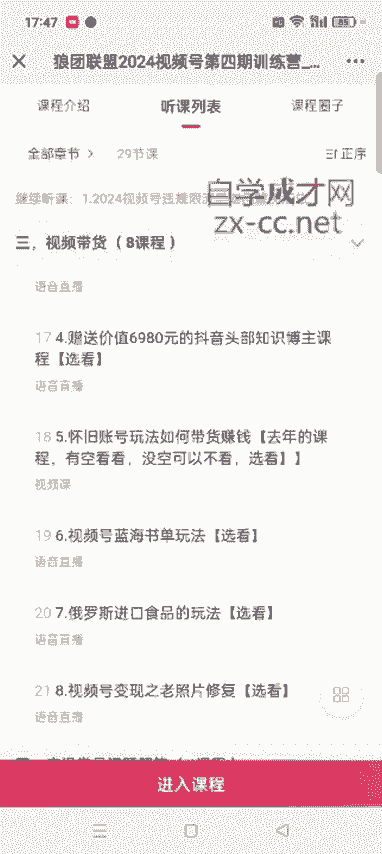 17:47
狼团联盟2024视频号第四期训练营_...
课程介绍
听课列表
课程圈子
全部章节 >
29节课
正序
继续听课：1.2024视频号违规限
自学成才网
zx-cc.net
三，视频带货（8课程）
语音直播
17 4.赠送价值6980元的抖音头部知识博主课
程【选看】
语音直播
18 5.怀旧账号玩法如何带货赚钱【去年的课
程，有空看看，没空可以不看，选看】】
视频课
19 6.视频号蓝海书单玩法【选看】
语音直播
20 7.俄罗斯进口食品的玩法【选看】
语音直播
21 8.视频号变现之老照片修复【选看】
语音直播
进入课程